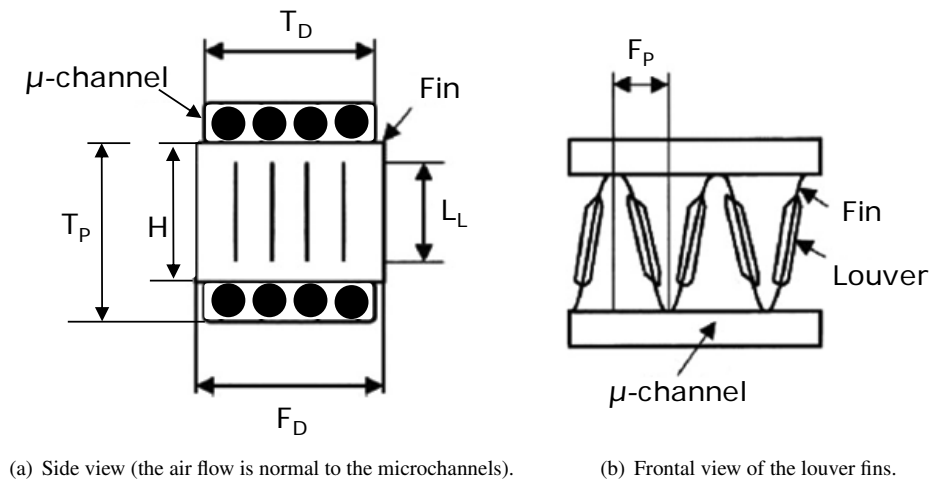 T_D
μ-channel
Fin
T_P
H
L_L
F_D
F_P
Fin
Louver
μ-channel
(a) Side view (the air flow is normal to the microchannels).
(b) Frontal view of the louver fins.